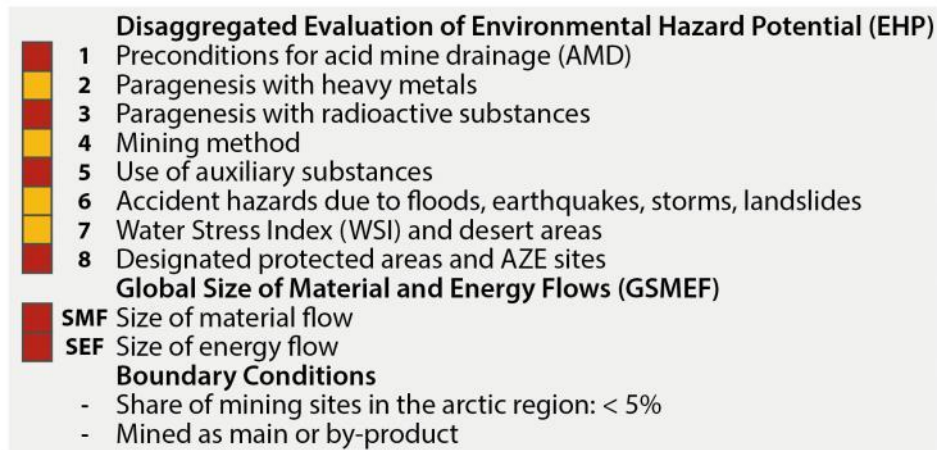 Disaggregated Evaluation of Environmental Hazard Potential (EHP)
1 Preconditions for acid mine drainage (AMD)
2 Paragenesis with heavy metals
3 Paragenesis with radioactive substances
4 Mining method
5 Use of auxiliary substances
6 Accident hazards due to floods, earthquakes, storms, landslides
7 Water Stress Index (WSI) and desert areas
8 Designated protected areas and AZE sites
Global Size of Material and Energy Flows (GSMEF)
SMF Size of material flow
SEF Size of energy flow
Boundary Conditions
- Share of mining sites in the arctic region: < 5%
- Mined as main or by-product